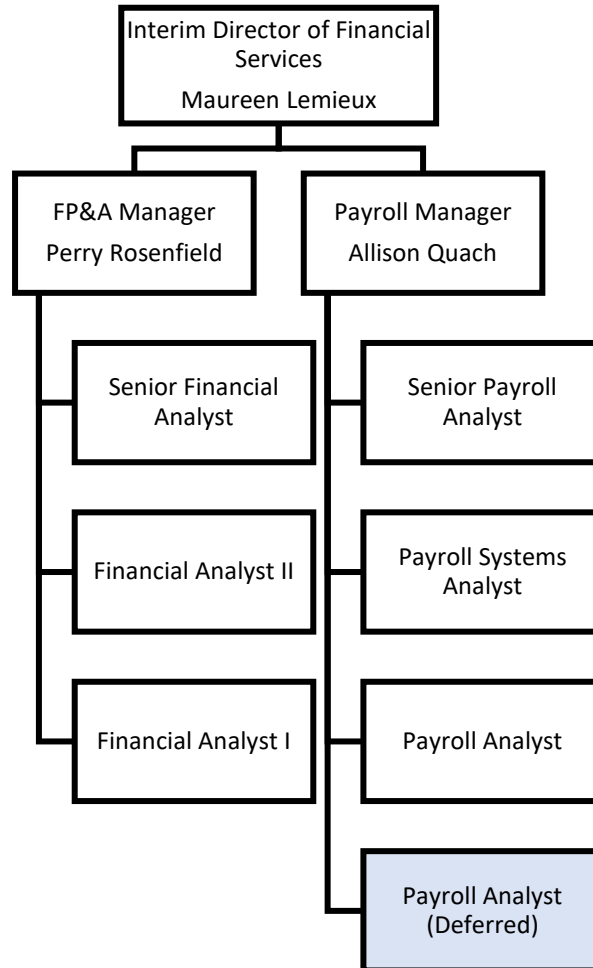 Interim Director of Financial
Services
Maureen Lemieux
FP&A Manager
Perry Rosenfield
Payroll Manager
Allison Quach
Senior Financial
Analyst
Financial Analyst II
Financial Analyst I
Senior Payroll
Analyst
Payroll Systems
Analyst
Payroll Analyst
Payroll Analyst
(Deferred)